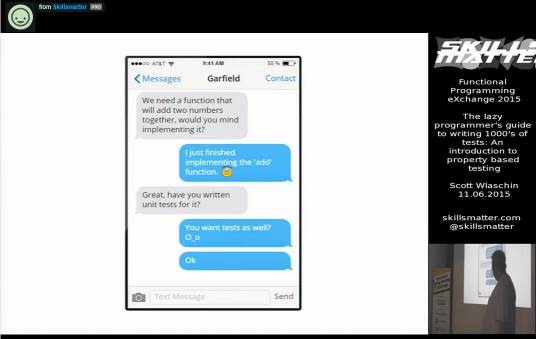 from Skillsmatter PRO
●●●○○ AT&T 9:41 AM 50 %
Messages Garfield Contact
We need a function that
will add two numbers
together, would you mind
implementing it?
I just finished
implementing the 'add'
function. 😇
Great, have you written
unit tests for it?
You want tests as well?
O_o
Ok
Text Message Send
SKILLS
MATTER
Functional
Programming
eXchange 2015
The lazy
programmer's guide
to writing 1000's of
tests: An
introduction to
property based
testing
Scott Wlaschin
11.06.2015
skillsmatter.com
@skillsmatter